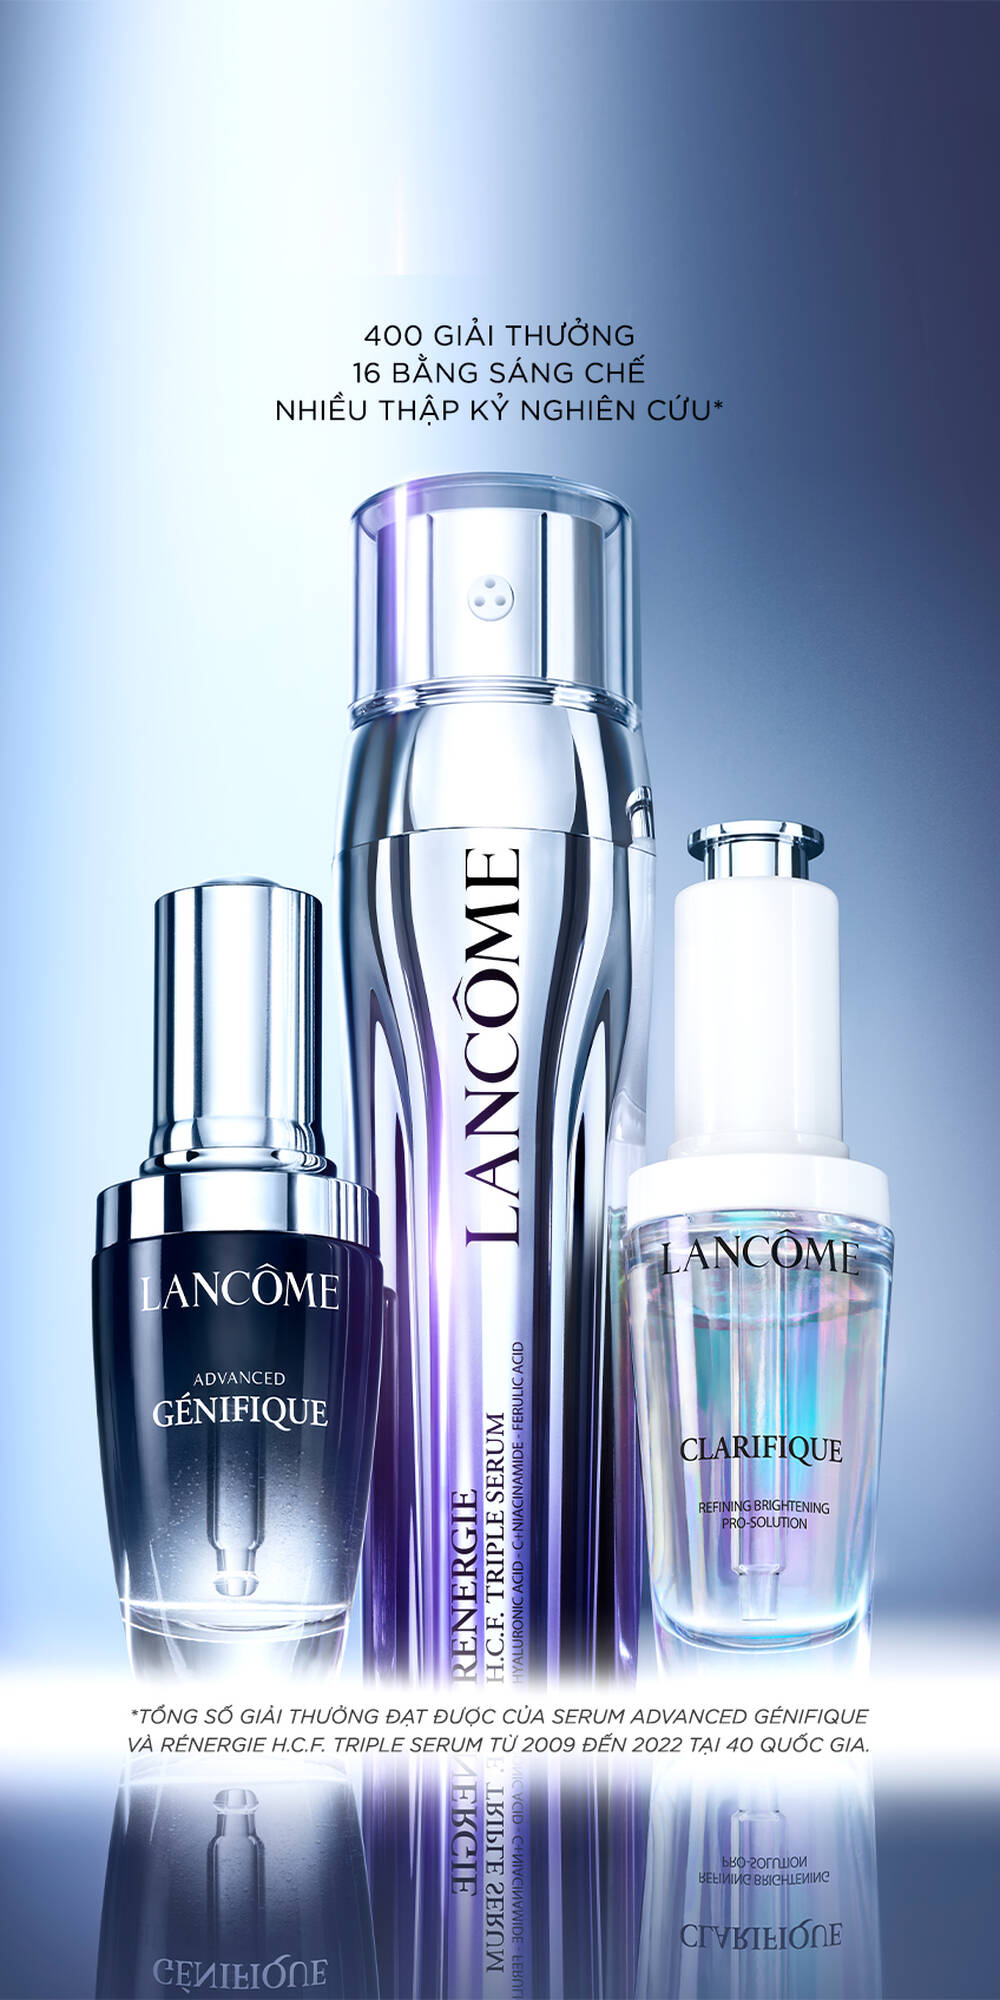 400 GIẢI THƯỞNG
16 BẰNG SÁNG CHẾ
NHIỀU THẬP KỶ NGHIÊN CỨU*
LANCÔME
ADVANCED
GÉNIFIQUE
LANCÔME
RENERGIE
H.C.F. TRIPLE SERUM
HYALURONIC ACID - C+NIACINAMIDE - FERULIC ACID
LANCÔME
CLARIFIQUE
REFINING BRIGHTENING
PRO-SOLUTION
*TỔNG SỐ GIẢI THƯỞNG ĐẠT ĐƯỢC CỦA SERUM ADVANCED GÉNIFIQUE
VÀ RÉNERGIE H.C.F. TRIPLE SERUM TỪ 2009 ĐẾN 2022 TẠI 40 QUỐC GIA.